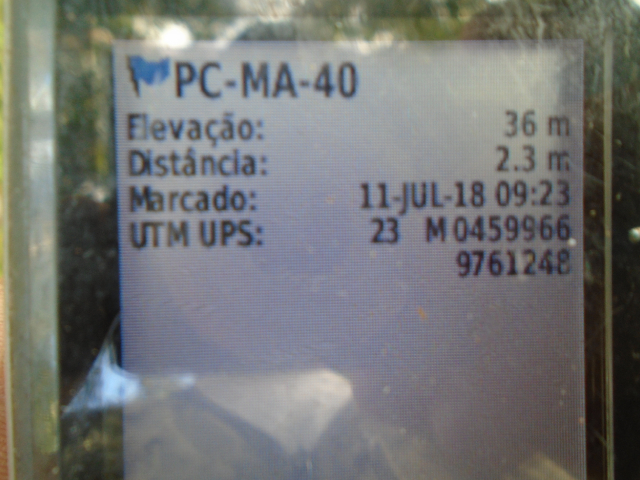 PC-MA-40
Elevação: 36 m
Distância: 2.3 m
Marcado: 11-JUL-18 09:23
UTM UPS: 23 M 0459966
9761248